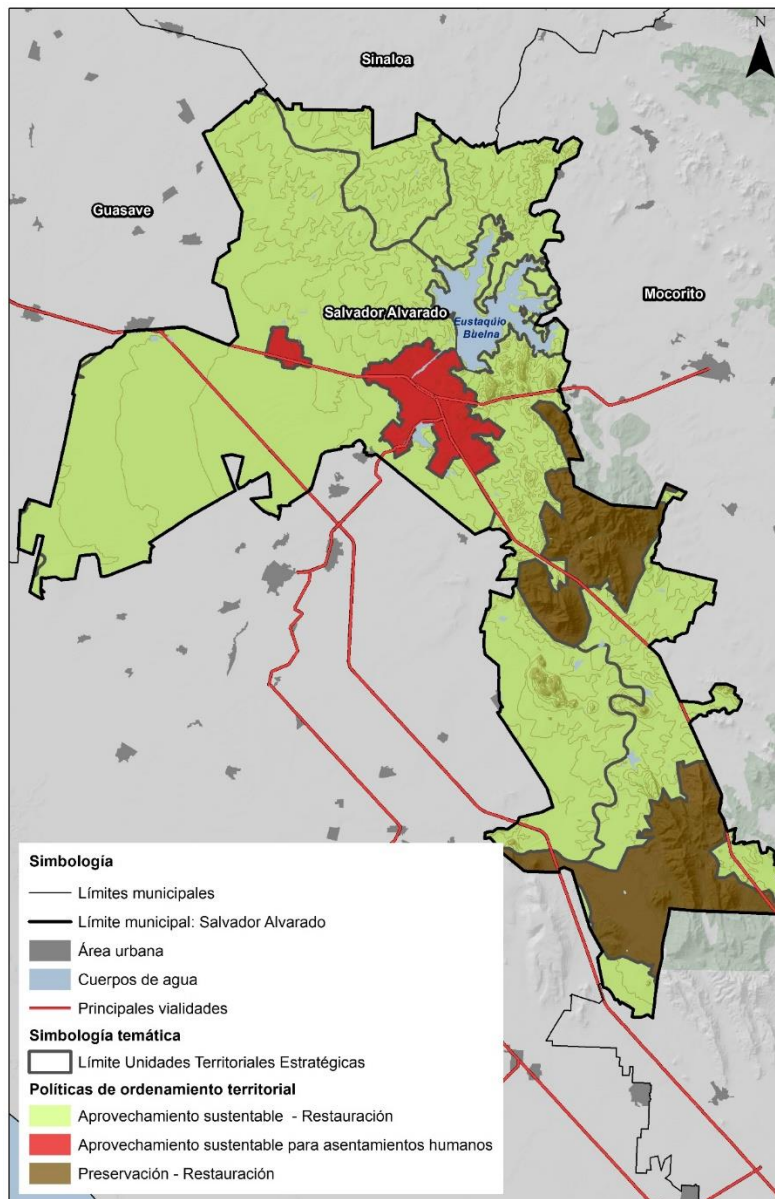 N
Sinaloa
Guasave
Mocorito
Salvador Alvarado
Eustaquio
Buelna
Simbología
Límites municipales
Límite municipal: Salvador Alvarado
Área urbana
Cuerpos de agua
Principales vialidades
Simbología temática
Límite Unidades Territoriales Estratégicas
Políticas de ordenamiento territorial
Aprovechamiento sustentable - Restauración
Aprovechamiento sustentable para asentamientos humanos
Preservación - Restauración